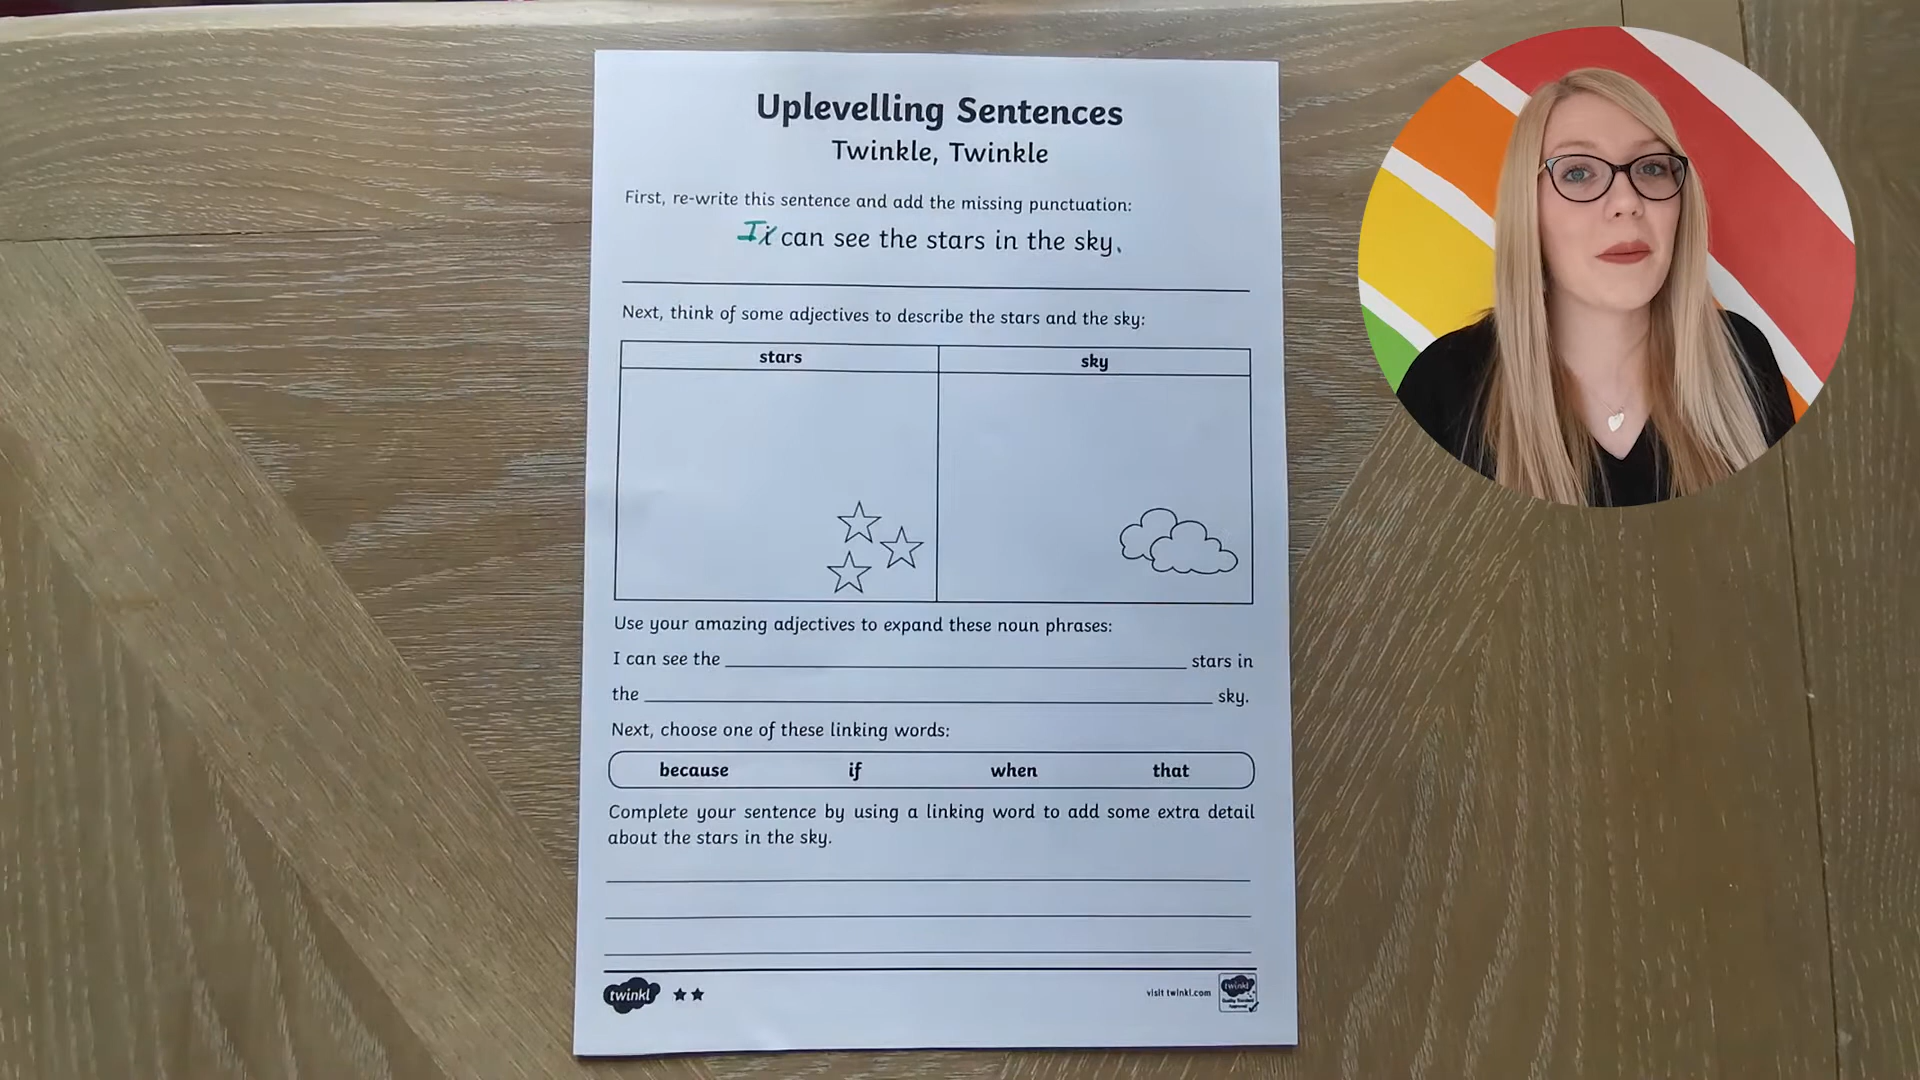 Uplevelling Sentences
Twinkle, Twinkle
First, re-write this sentence and add the missing punctuation:
I i can see the stars in the sky.
Next, think of some adjectives to describe the stars and the sky:
stars
sky
Use your amazing adjectives to expand these noun phrases:
I can see the stars in
the sky.
Next, choose one of these linking words:
because if when that
Complete your sentence by using a linking word to add some extra detail
about the stars in the sky.
twinkl
visit twinkl.com
twinkl